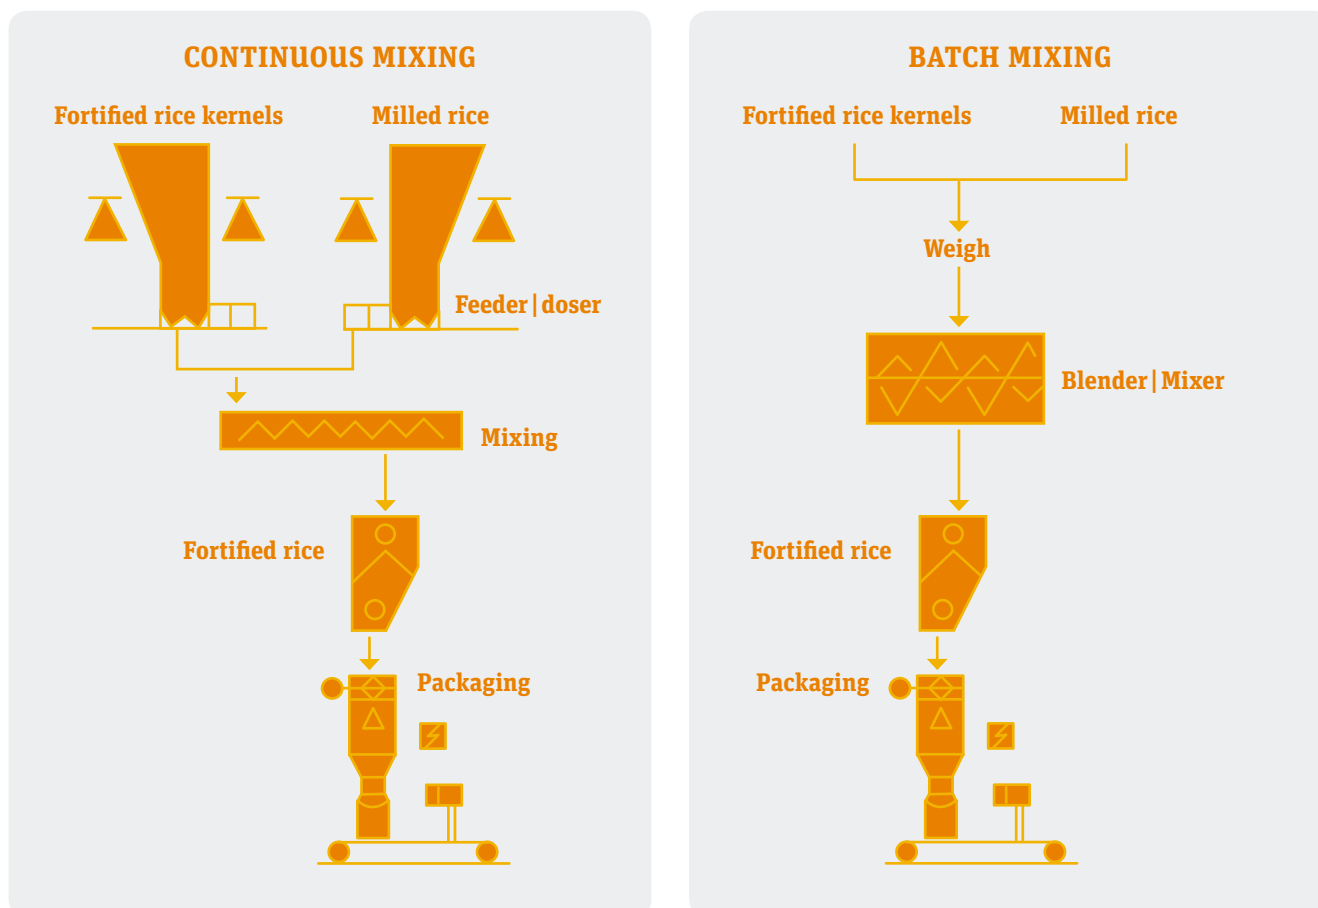 CONTINUOUS MIXING
Fortified rice kernels
Milled rice
Feeder|doser
Mixing
Fortified rice
Packaging
BATCH MIXING
Fortified rice kernels
Milled rice
Weigh
Blender|Mixer
Fortified rice
Packaging